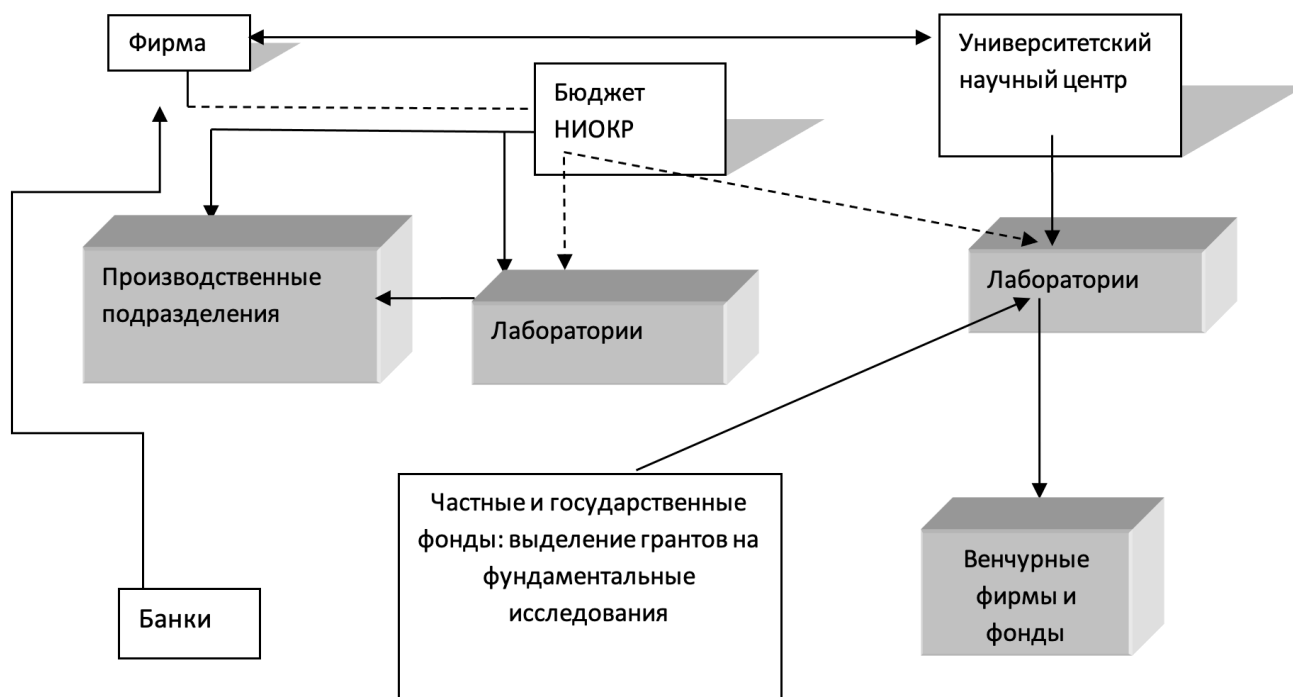 Фирма
Университетский
научный центр
Бюджет
НИОКР
Производственные
подразделения
Лаборатории
Лаборатории
Частные и государственные
фонды: выделение грантов на
фундаментальные
исследования
Венчурные
фирмы и
фонды
Банки